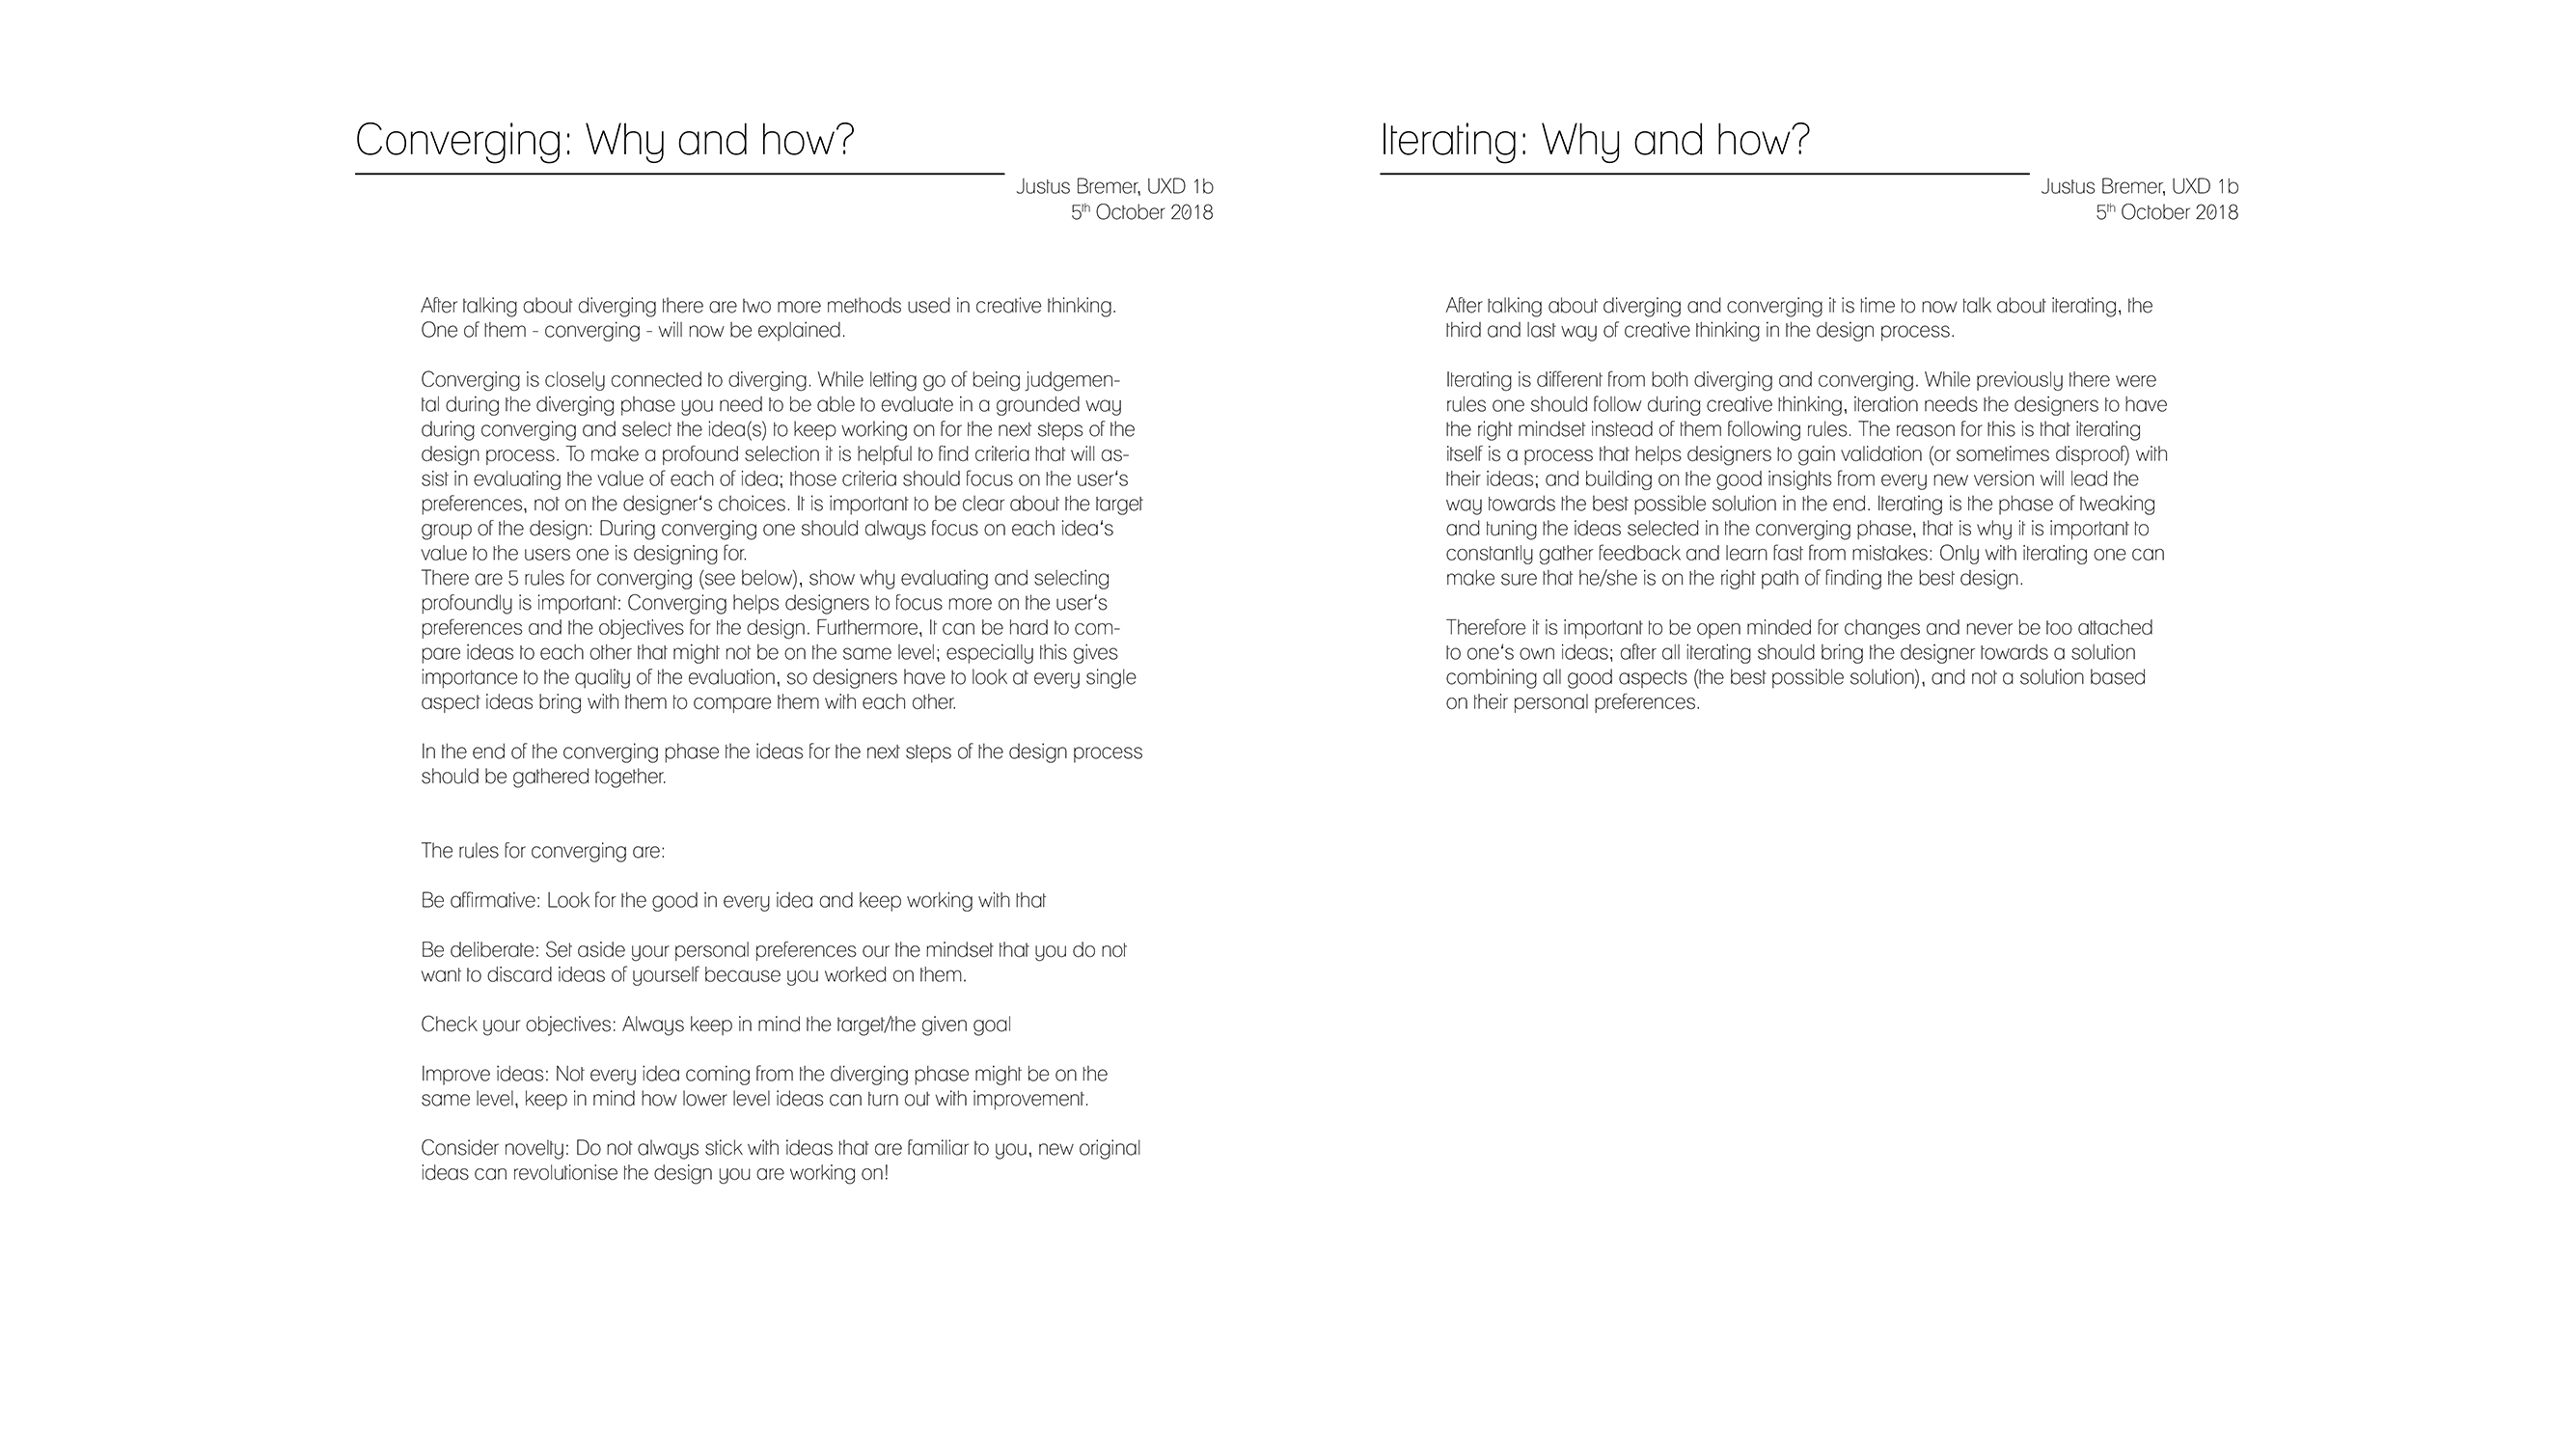 Converging: Why and how?
Justus Bremer, UXD 1b
5th October 2018
After talking about diverging there are two more methods used in creative thinking.
One of them - converging - will now be explained.
Converging is closely connected to diverging. While letting go of being judgemen-
tal during the diverging phase you need to be able to evaluate in a grounded way
during converging and select the idea(s) to keep working on for the next steps of the
design process. To make a profound selection it is helpful to find criteria that will as-
sist in evaluating the value of each of idea; those criteria should focus on the user‘s
preferences, not on the designer‘s choices. It is important to be clear about the target
group of the design: During converging one should always focus on each idea‘s
value to the users one is designing for.
There are 5 rules for converging (see below), show why evaluating and selecting
profoundly is important: Converging helps designers to focus more on the user‘s
preferences and the objectives for the design. Furthermore, It can be hard to com-
pare ideas to each other that might not be on the same level; especially this gives
importance to the quality of the evaluation, so designers have to look at every single
aspect ideas bring with them to compare them with each other.
In the end of the converging phase the ideas for the next steps of the design process
should be gathered together.
The rules for converging are:
Be affirmative: Look for the good in every idea and keep working with that
Be deliberate: Set aside your personal preferences our the mindset that you do not
want to discard ideas of yourself because you worked on them.
Check your objectives: Always keep in mind the target/the given goal
Improve ideas: Not every idea coming from the diverging phase might be on the
same level, keep in mind how lower level ideas can turn out with improvement.
Consider novelty: Do not always stick with ideas that are familiar to you, new original
ideas can revolutionise the design you are working on!
Iterating: Why and how?
Justus Bremer, UXD 1b
5th October 2018
After talking about diverging and converging it is time to now talk about iterating, the
third and last way of creative thinking in the design process.
Iterating is different from both diverging and converging. While previously there were
rules one should follow during creative thinking, iteration needs the designers to have
the right mindset instead of them following rules. The reason for this is that iterating
itself is a process that helps designers to gain validation (or sometimes disproof) with
their ideas; and building on the good insights from every new version will lead the
way towards the best possible solution in the end. Iterating is the phase of tweaking
and tuning the ideas selected in the converging phase, that is why it is important to
constantly gather feedback and learn fast from mistakes: Only with iterating one can
make sure that he/she is on the right path of finding the best design.
Therefore it is important to be open minded for changes and never be too attached
to one‘s own ideas; after all iterating should bring the designer towards a solution
combining all good aspects (the best possible solution), and not a solution based
on their personal preferences.